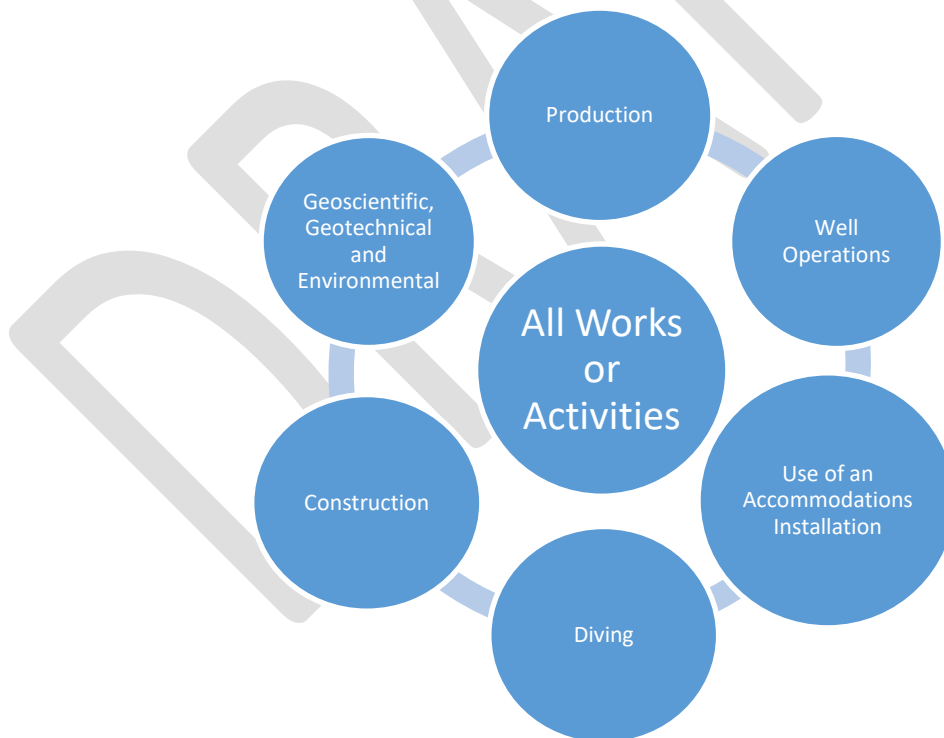 Production
Geoscientific,
Geotechnical
and
Environmental
Well
Operations
All Works
or
Activities
Use of an
Accommodations
Installation
Construction
Diving